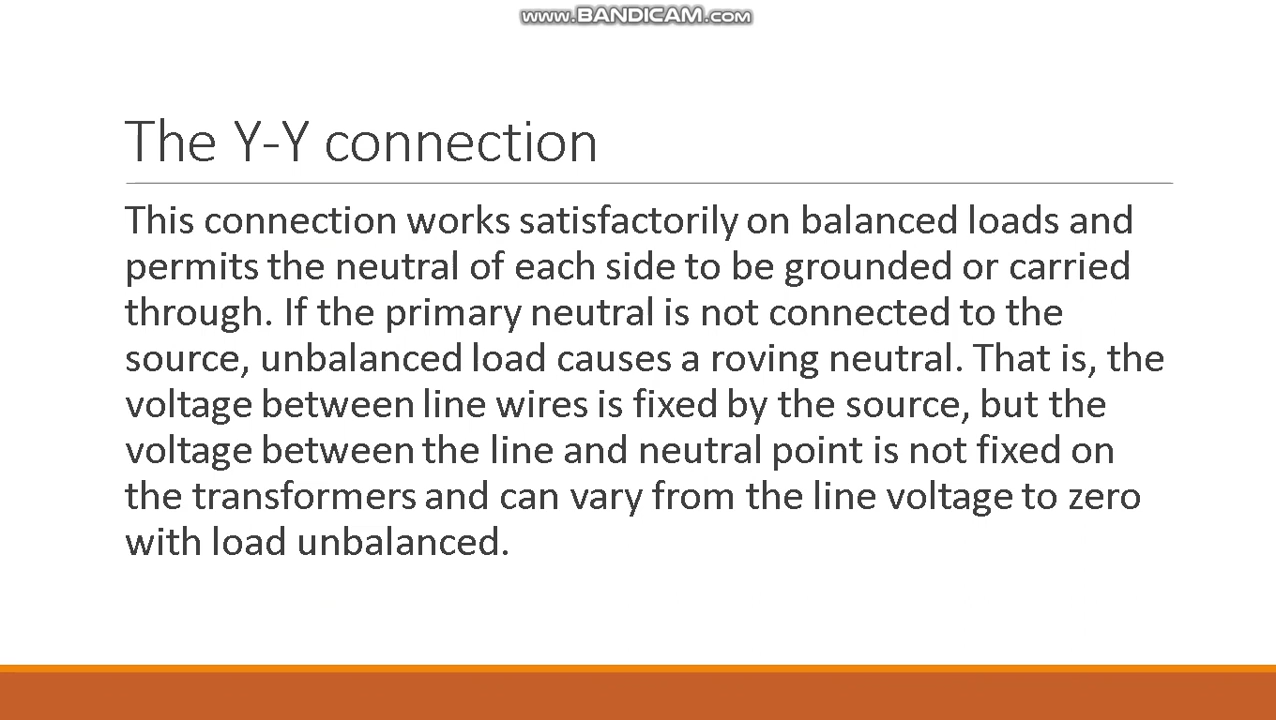 www.BANDICAM.com
The Y-Y connection
This connection works satisfactorily on balanced loads and
permits the neutral of each side to be grounded or carried
through. If the primary neutral is not connected to the
source, unbalanced load causes a roving neutral. That is, the
voltage between line wires is fixed by the source, but the
voltage between the line and neutral point is not fixed on
the transformers and can vary from the line voltage to zero
with load unbalanced.